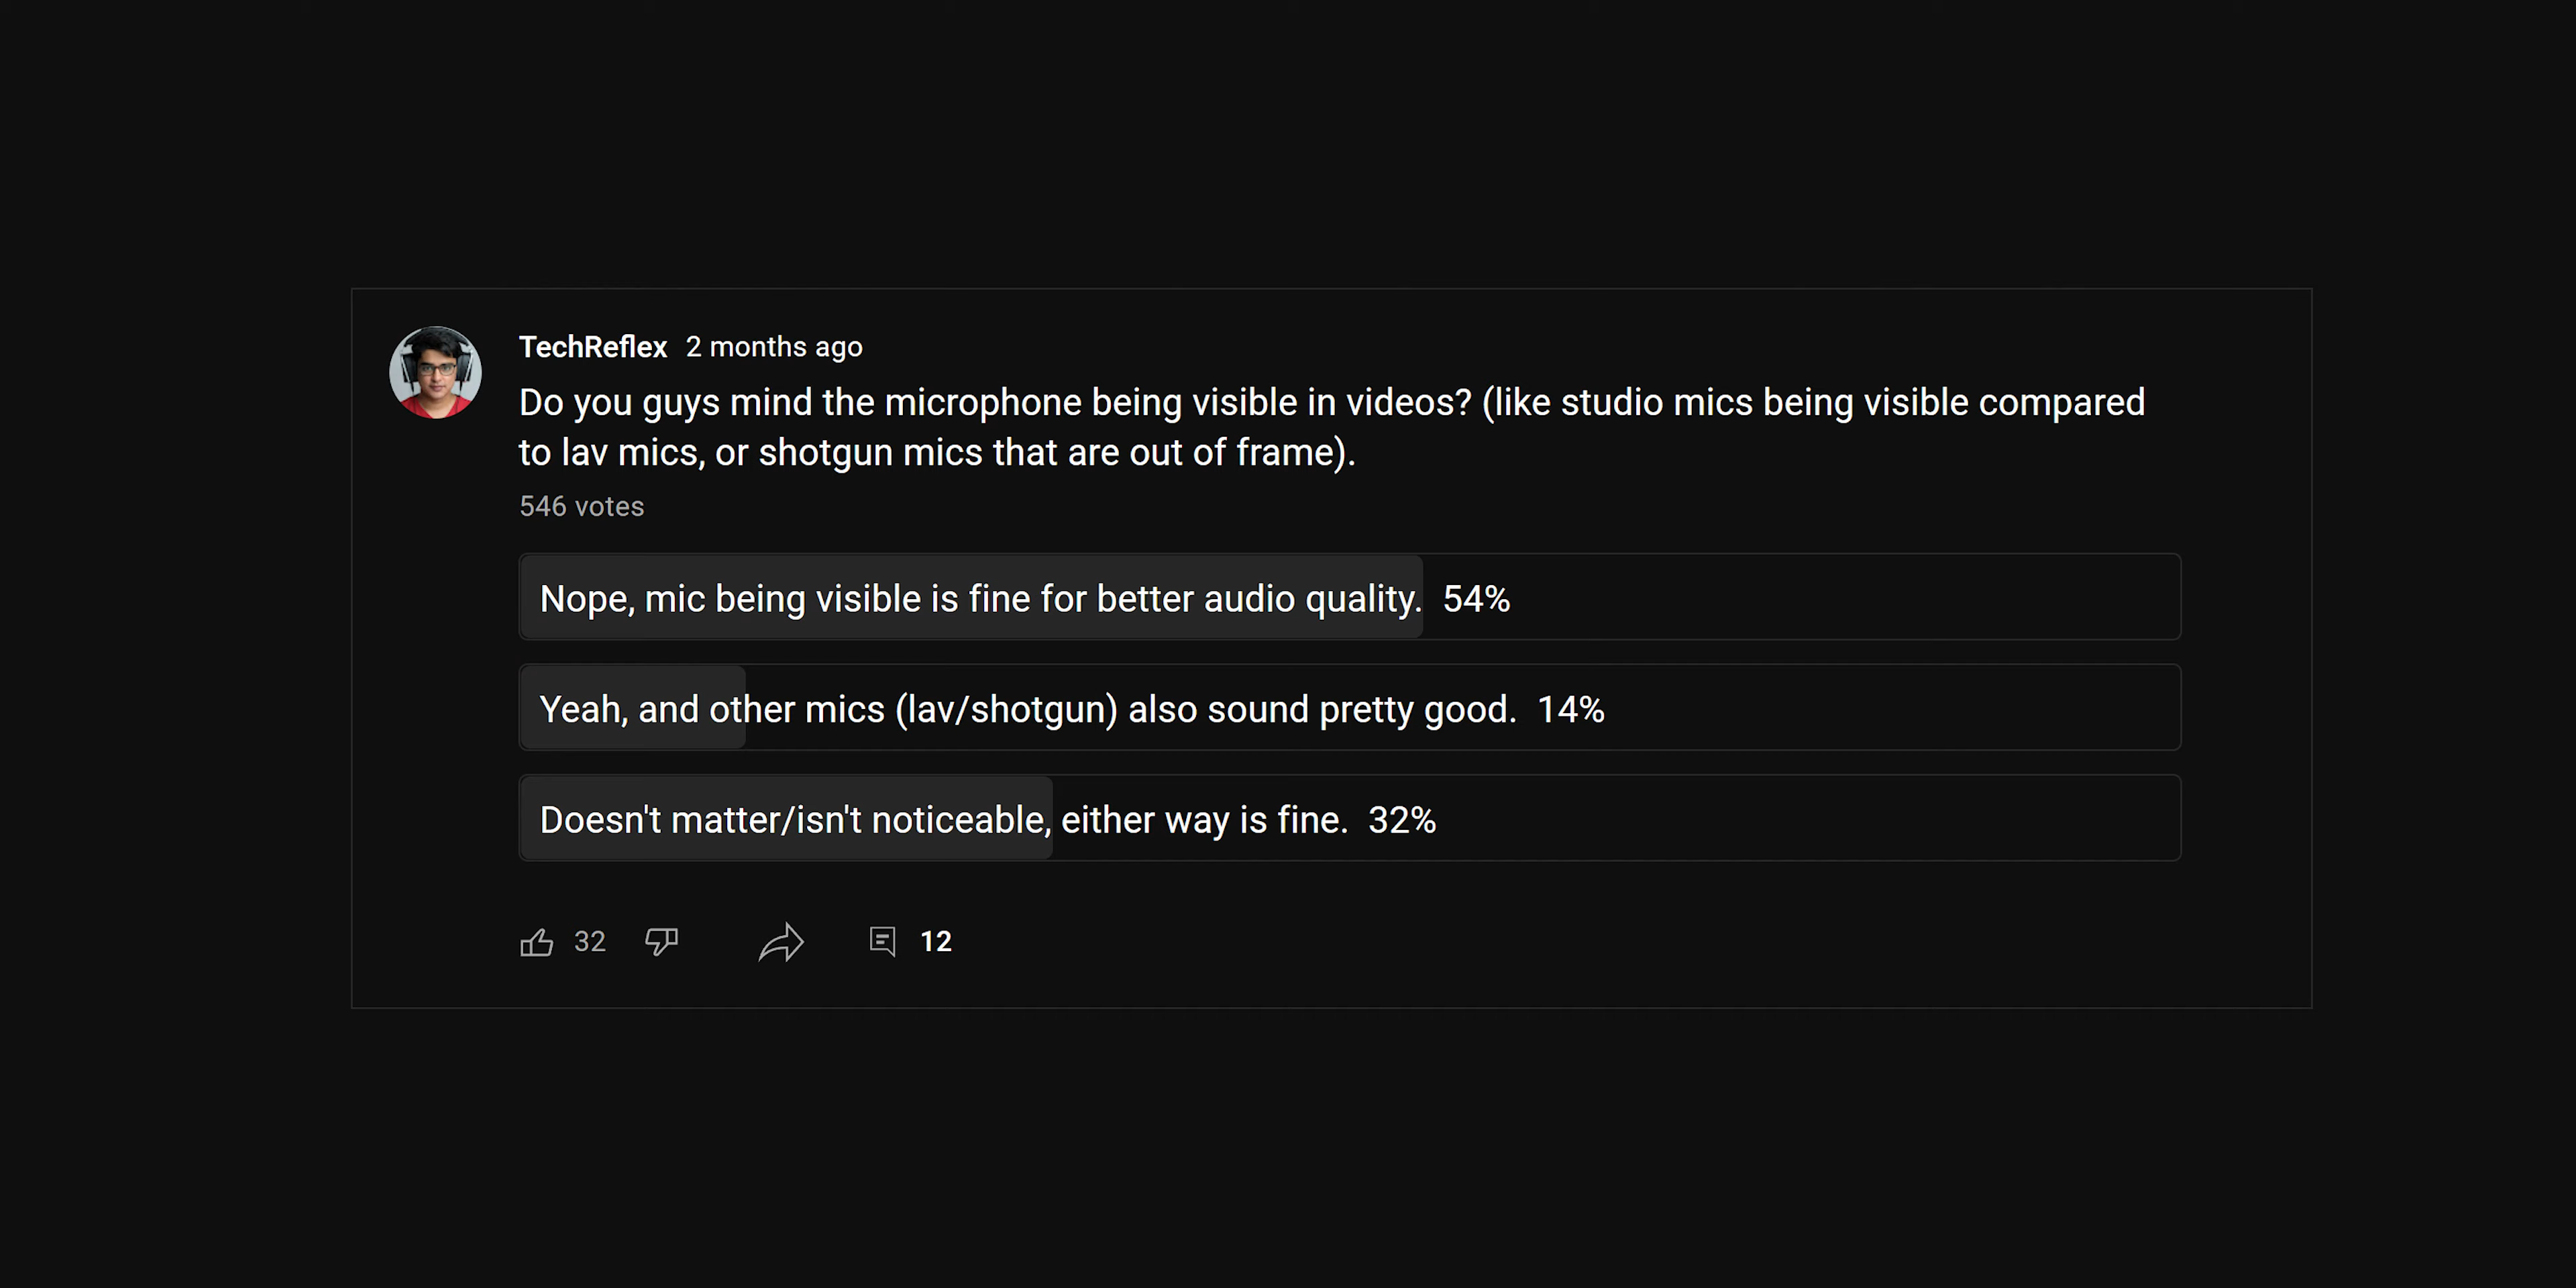 TechReflex 2 months ago
Do you guys mind the microphone being visible in videos? (like studio mics being visible compared
to lav mics, or shotgun mics that are out of frame).
546 votes
Nope, mic being visible is fine for better audio quality. 54%
Yeah, and other mics (lav/shotgun) also sound pretty good. 14%
Doesn't matter/isn't noticeable, either way is fine. 32%
32 12